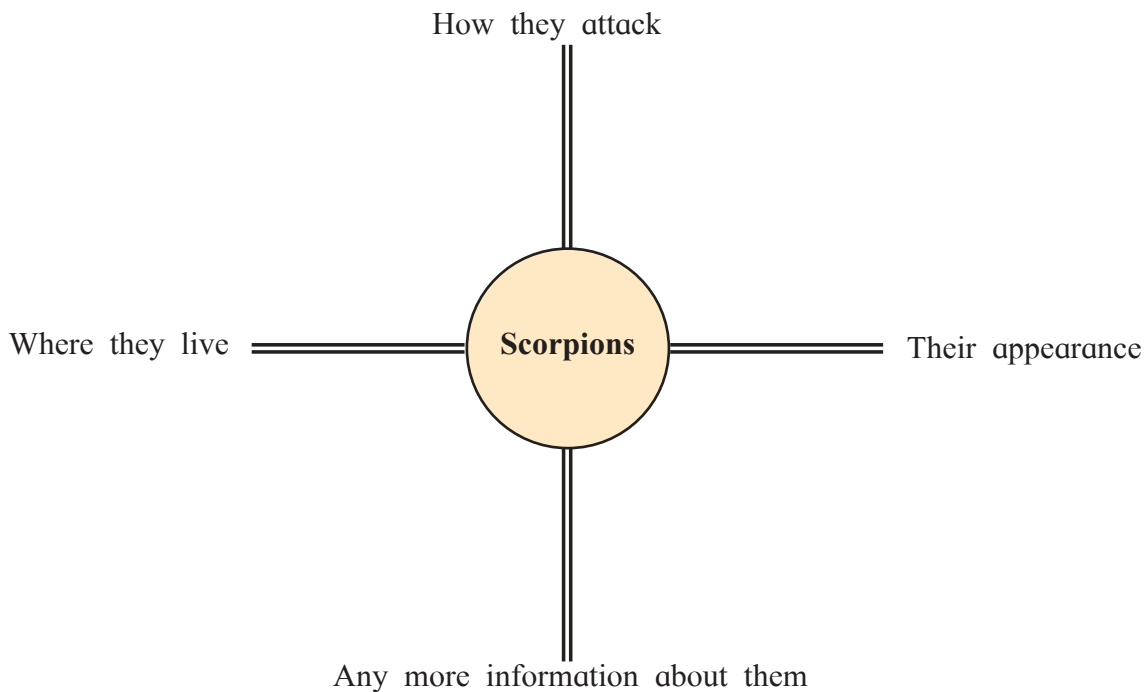 How they attack
Where they live
Scorpions
Their appearance
Any more information about them